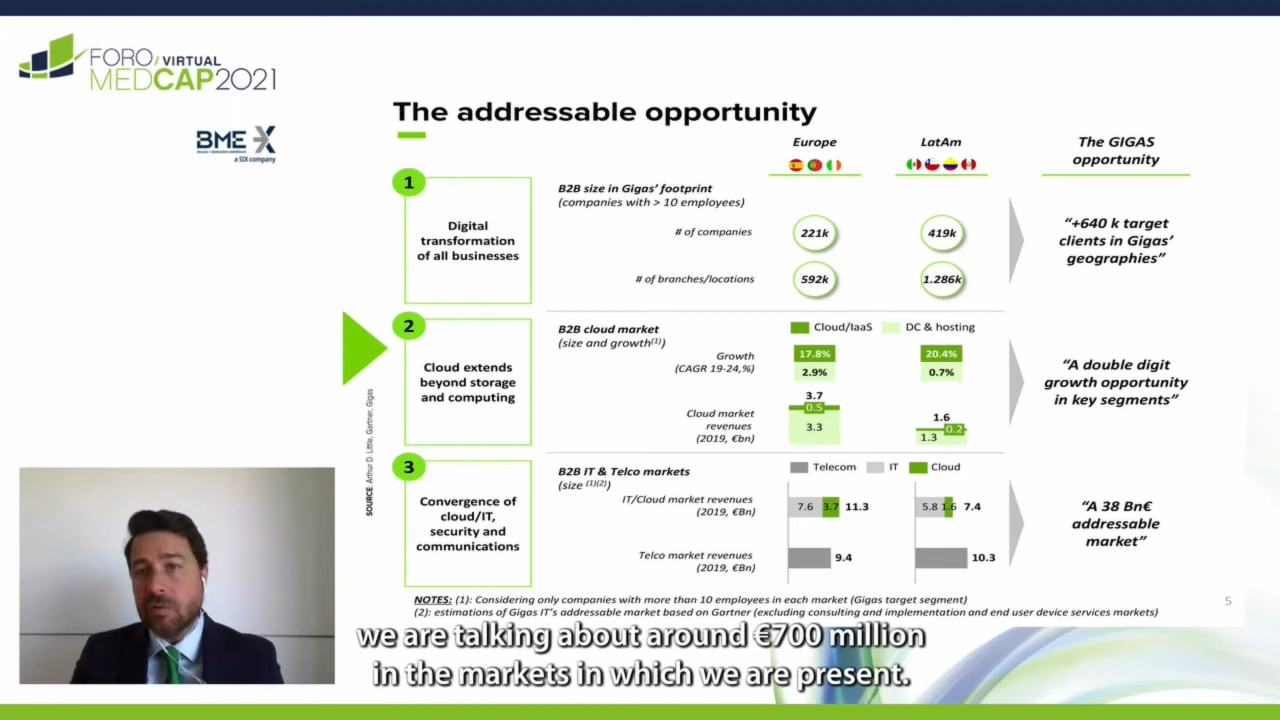 FORO / VIRTUAL
MEDCAP2021
BME X
BOLSAS Y MERCADOS ESPAÑOLES
a SIX company
The addressable opportunity
Europe
LatAm
The GIGAS
opportunity
1
Digital
transformation
of all businesses
B2B size in Gigas’ footprint
(companies with > 10 employees)
# of companies
221k
419k
# of branches/locations
592k
1.286k
“+640 k target
clients in Gigas’
geographies”
2
Cloud extends
beyond storage
and computing
B2B cloud market
(size and growth(1))
Cloud/IaaS
DC & hosting
Growth
(CAGR 19-24,%)
17.8%
2.9%
20.4%
0.7%
Cloud market
revenues
(2019, €bn)
3.7
0.5
3.3
1.6
0.2
1.3
“A double digit
growth opportunity
in key segments”
3
Convergence of
cloud/IT,
security and
communications
B2B IT & Telco markets
(size (1)(2))
Telecom
IT
Cloud
IT/Cloud market revenues
(2019, €Bn)
7.6 3.7 11.3
5.8 1.6 7.4
Telco market revenues
(2019, €Bn)
9.4
10.3
“A 38 Bn€
addressable
market”
SOURCE: Arthur D. Little, Gartner, Gigas
NOTES: (1): Considering only companies with more than 10 employees in each market (Gigas target segment)
(2): estimations of Gigas IT’s addressable market based on Gartner (excluding consulting and implementation and end user device services markets)
5
we are talking about around €700 million
in the markets in which we are present.